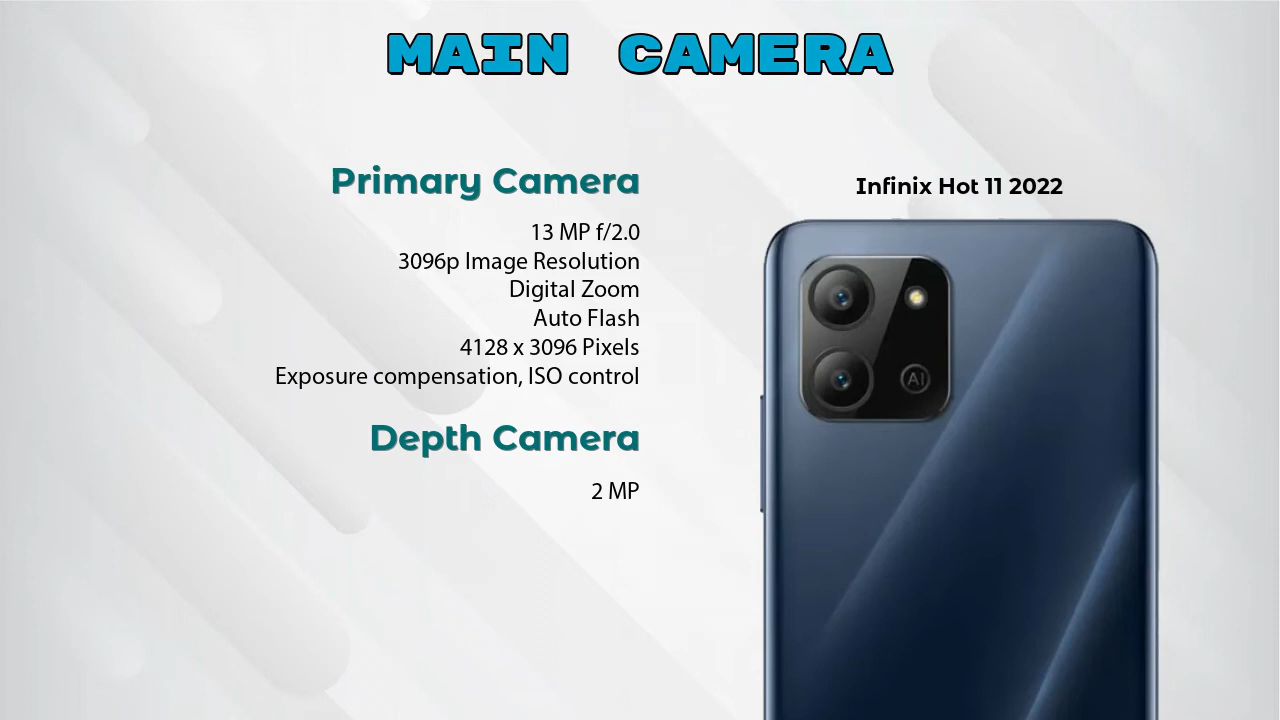 MAIN CAMERA
Primary Camera
13 MP f/2.0
3096p Image Resolution
Digital Zoom
Auto Flash
4128 x 3096 Pixels
Exposure compensation, ISO control
Depth Camera
2 MP
Infinix Hot 11 2022
AI